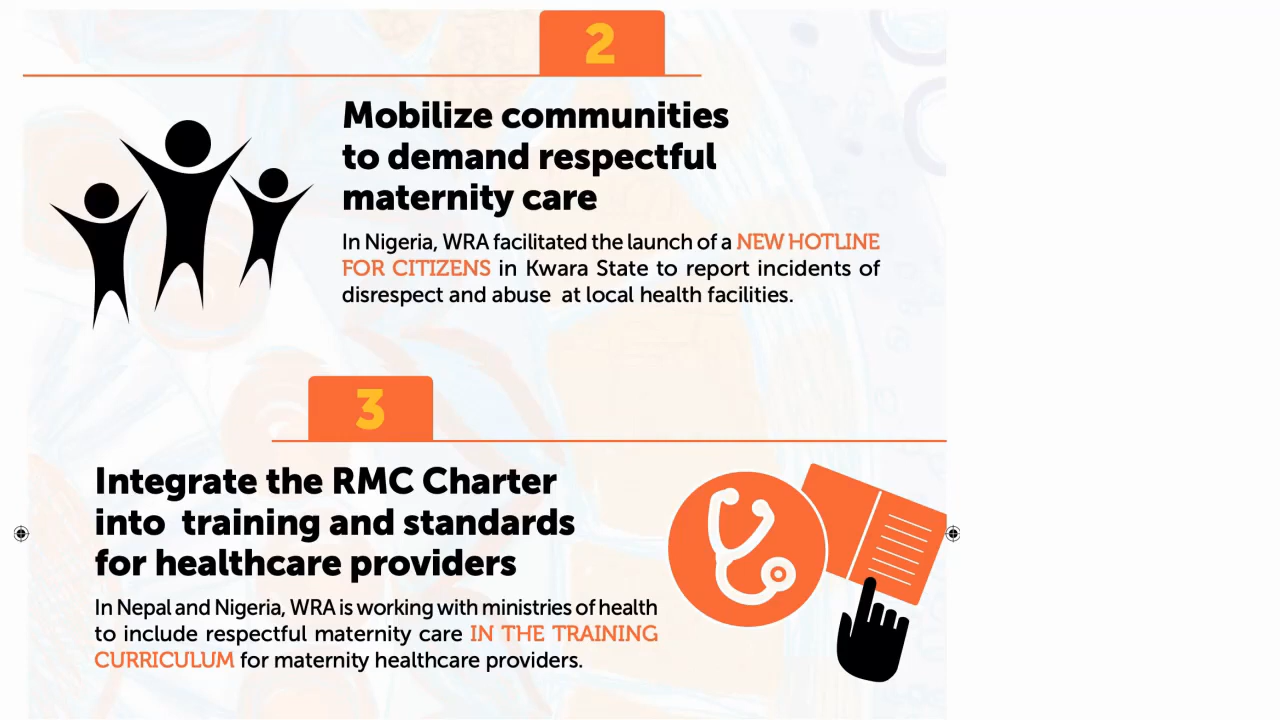 2
Mobilize communities
to demand respectful
maternity care
In Nigeria, WRA facilitated the launch of a NEW HOTLINE
FOR CITIZENS in Kwara State to report incidents of
disrespect and abuse  at local health facilities.
3
Integrate the RMC Charter
into  training and standards
for healthcare providers
In Nepal and Nigeria, WRA is working with ministries of health
to include respectful maternity care IN THE TRAINING
CURRICULUM for maternity healthcare providers.